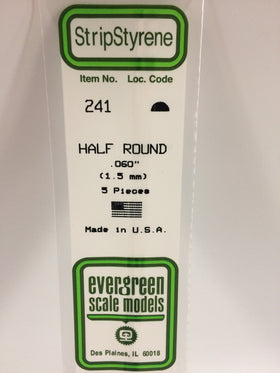 StripStyrene
Item No. Loc. Code
241
HALF ROUND
.060"
(1.5 mm)
5 Pieces
Made in U.S.A.
evergreen
scale models
Des Plaines, IL 60018